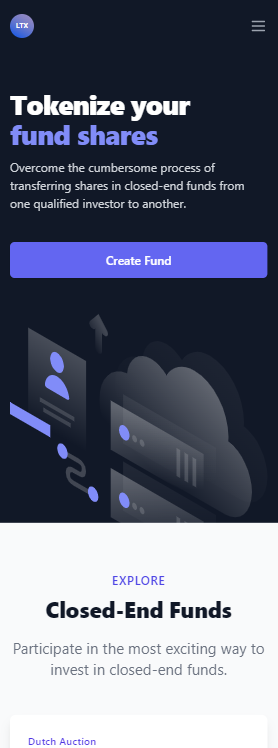 LTX
Tokenize your
fund shares
Overcome the cumbersome process of
transferring shares in closed-end funds from
one qualified investor to another.
Create Fund
EXPLORE
Closed-End Funds
Participate in the most exciting way to
invest in closed-end funds.
Dutch Auction